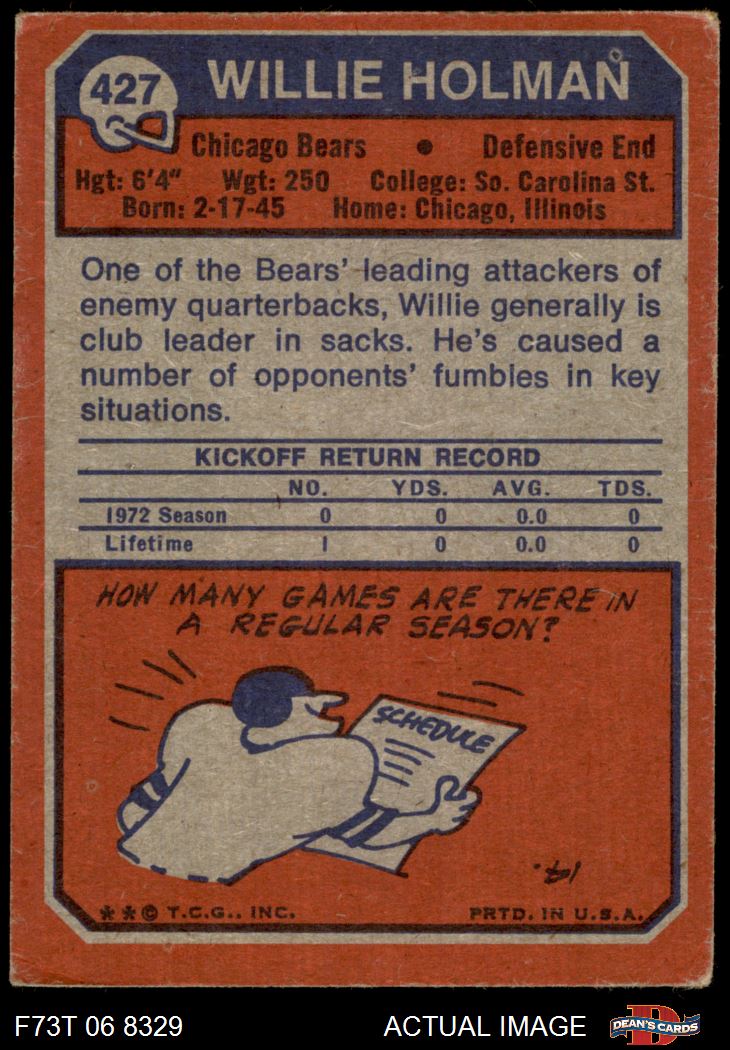 427
WILLIE HOLMAN
Chicago Bears • Defensive End
Hgt: 6'4" Wgt: 250 College: So. Carolina St.
Born: 2-17-45 Home: Chicago, Illinois
One of the Bears' leading attackers of
enemy quarterbacks, Willie generally is
club leader in sacks. He's caused a
number of opponents' fumbles in key
situations.
KICKOFF RETURN RECORD
NO. YDS. AVG. TDS.
1972 Season 0 0 0.0 0
Lifetime 1 0 0.0 0
HOW MANY GAMES ARE THERE IN
A REGULAR SEASON?
SCHEDULE
14.
**© T.C.G., INC. PRTD. IN U.S.A.
F73T 06 8329 ACTUAL IMAGE
D
DEAN'S CARDS